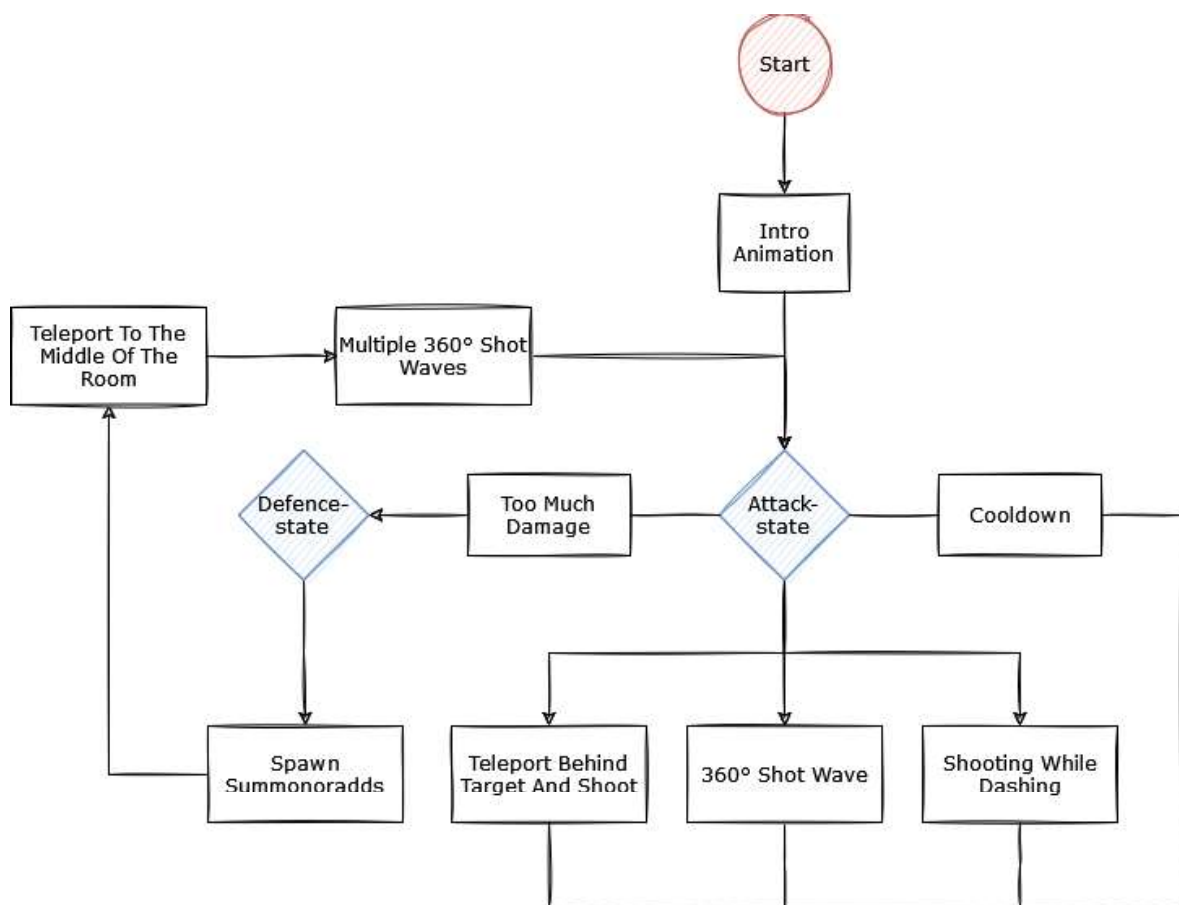 Start
Intro
Animation
Teleport To The
Middle Of The
Room
Multiple 360° Shot
Waves
Defence-
state
Too Much
Damage
Attack-
state
Cooldown
Spawn
Summonoradds
Teleport Behind
Target And Shoot
360° Shot Wave
Shooting While
Dashing